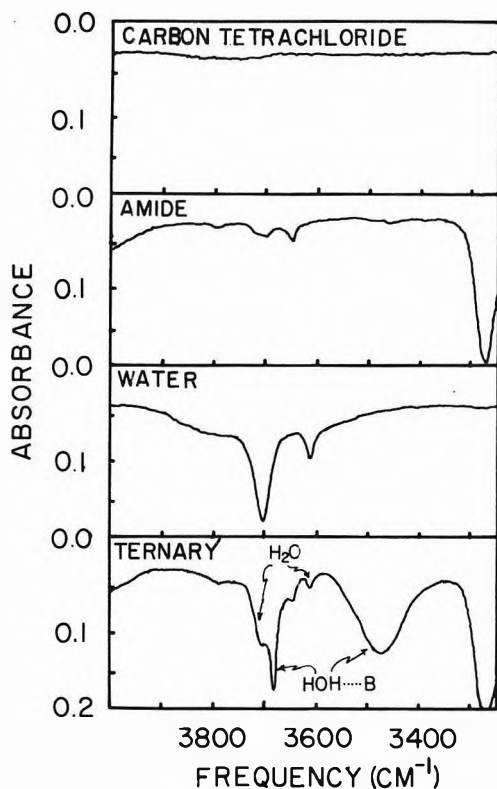 0.0
CARBON TETRACHLORIDE
0.1
0.0
AMIDE
0.1
0.0
WATER
0.1
0.0
TERNARY
H₂O
0.1
HOH·····B
0.2
3800 3600 3400
FREQUENCY (CM⁻¹)
ABSORBANCE